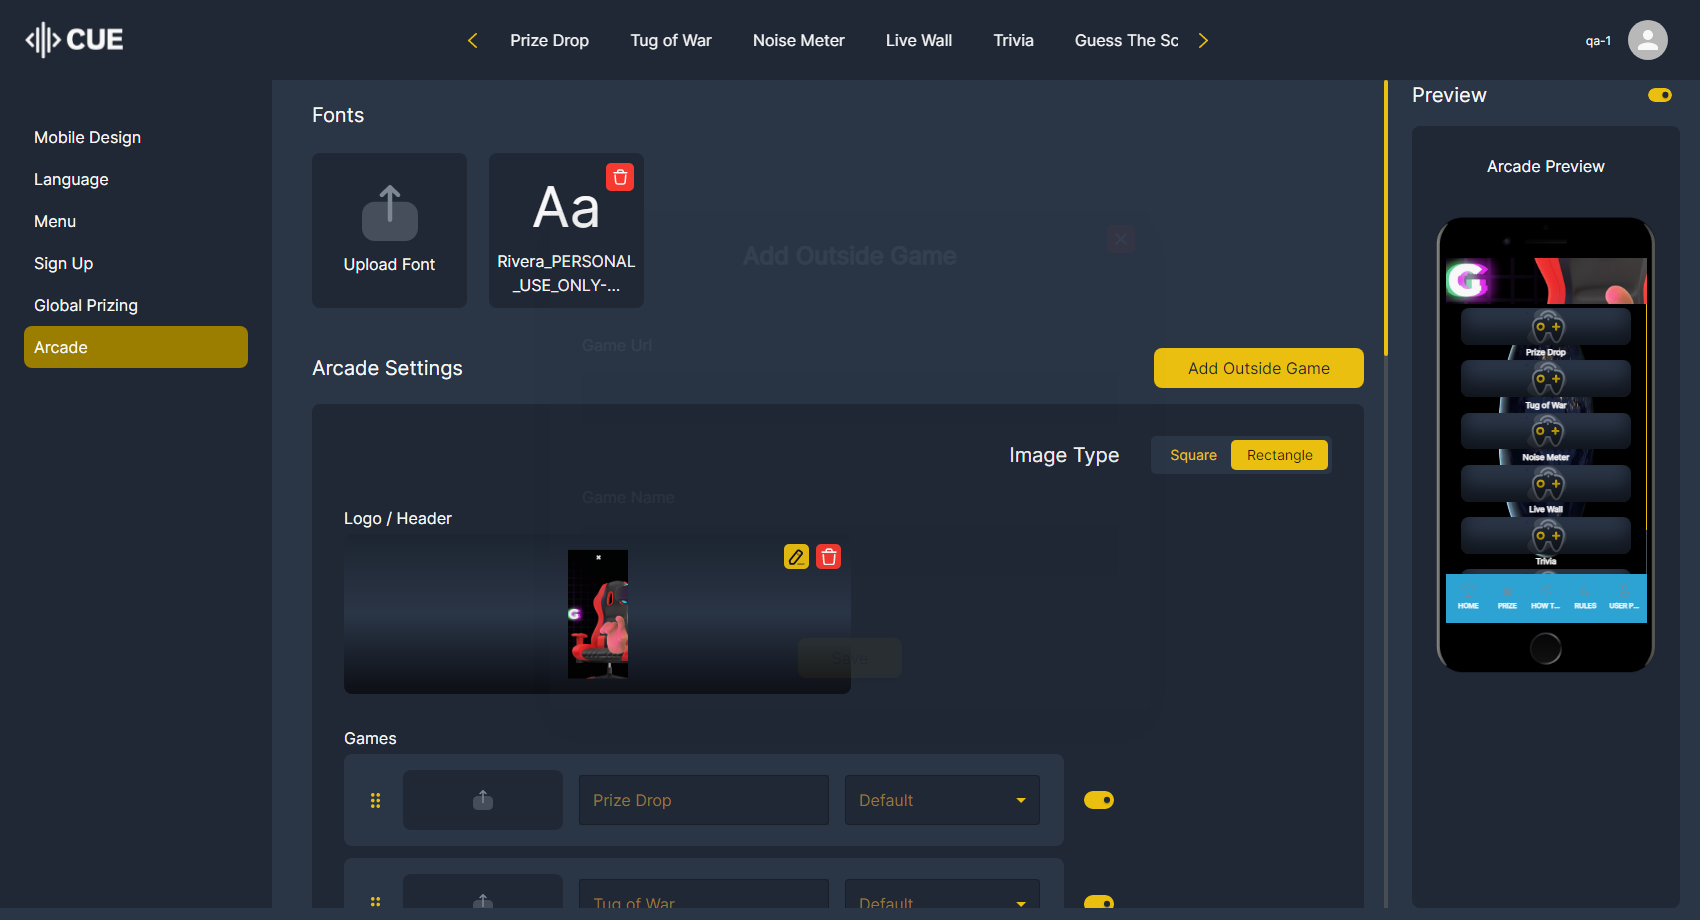 CUE
Prize Drop
Tug of War
Noise Meter
Live Wall
Trivia
Guess The Sc
qa-1
Mobile Design
Language
Menu
Sign Up
Global Prizing
Arcade
Fonts
Upload Font
Aa
Rivera_PERSONAL
_USE_ONLY-...
Add Outside Game
Game Url
Arcade Settings
Add Outside Game
Image Type
Square
Rectangle
Game Name
Logo / Header
G
Save
Games
Prize Drop
Default
Tug of War
Default
Preview
Arcade Preview
G
Prize Drop
Tug of War
Noise Meter
Live Wall
Trivia
HOME
PRIZE
HOW T...
RULES
USER P...